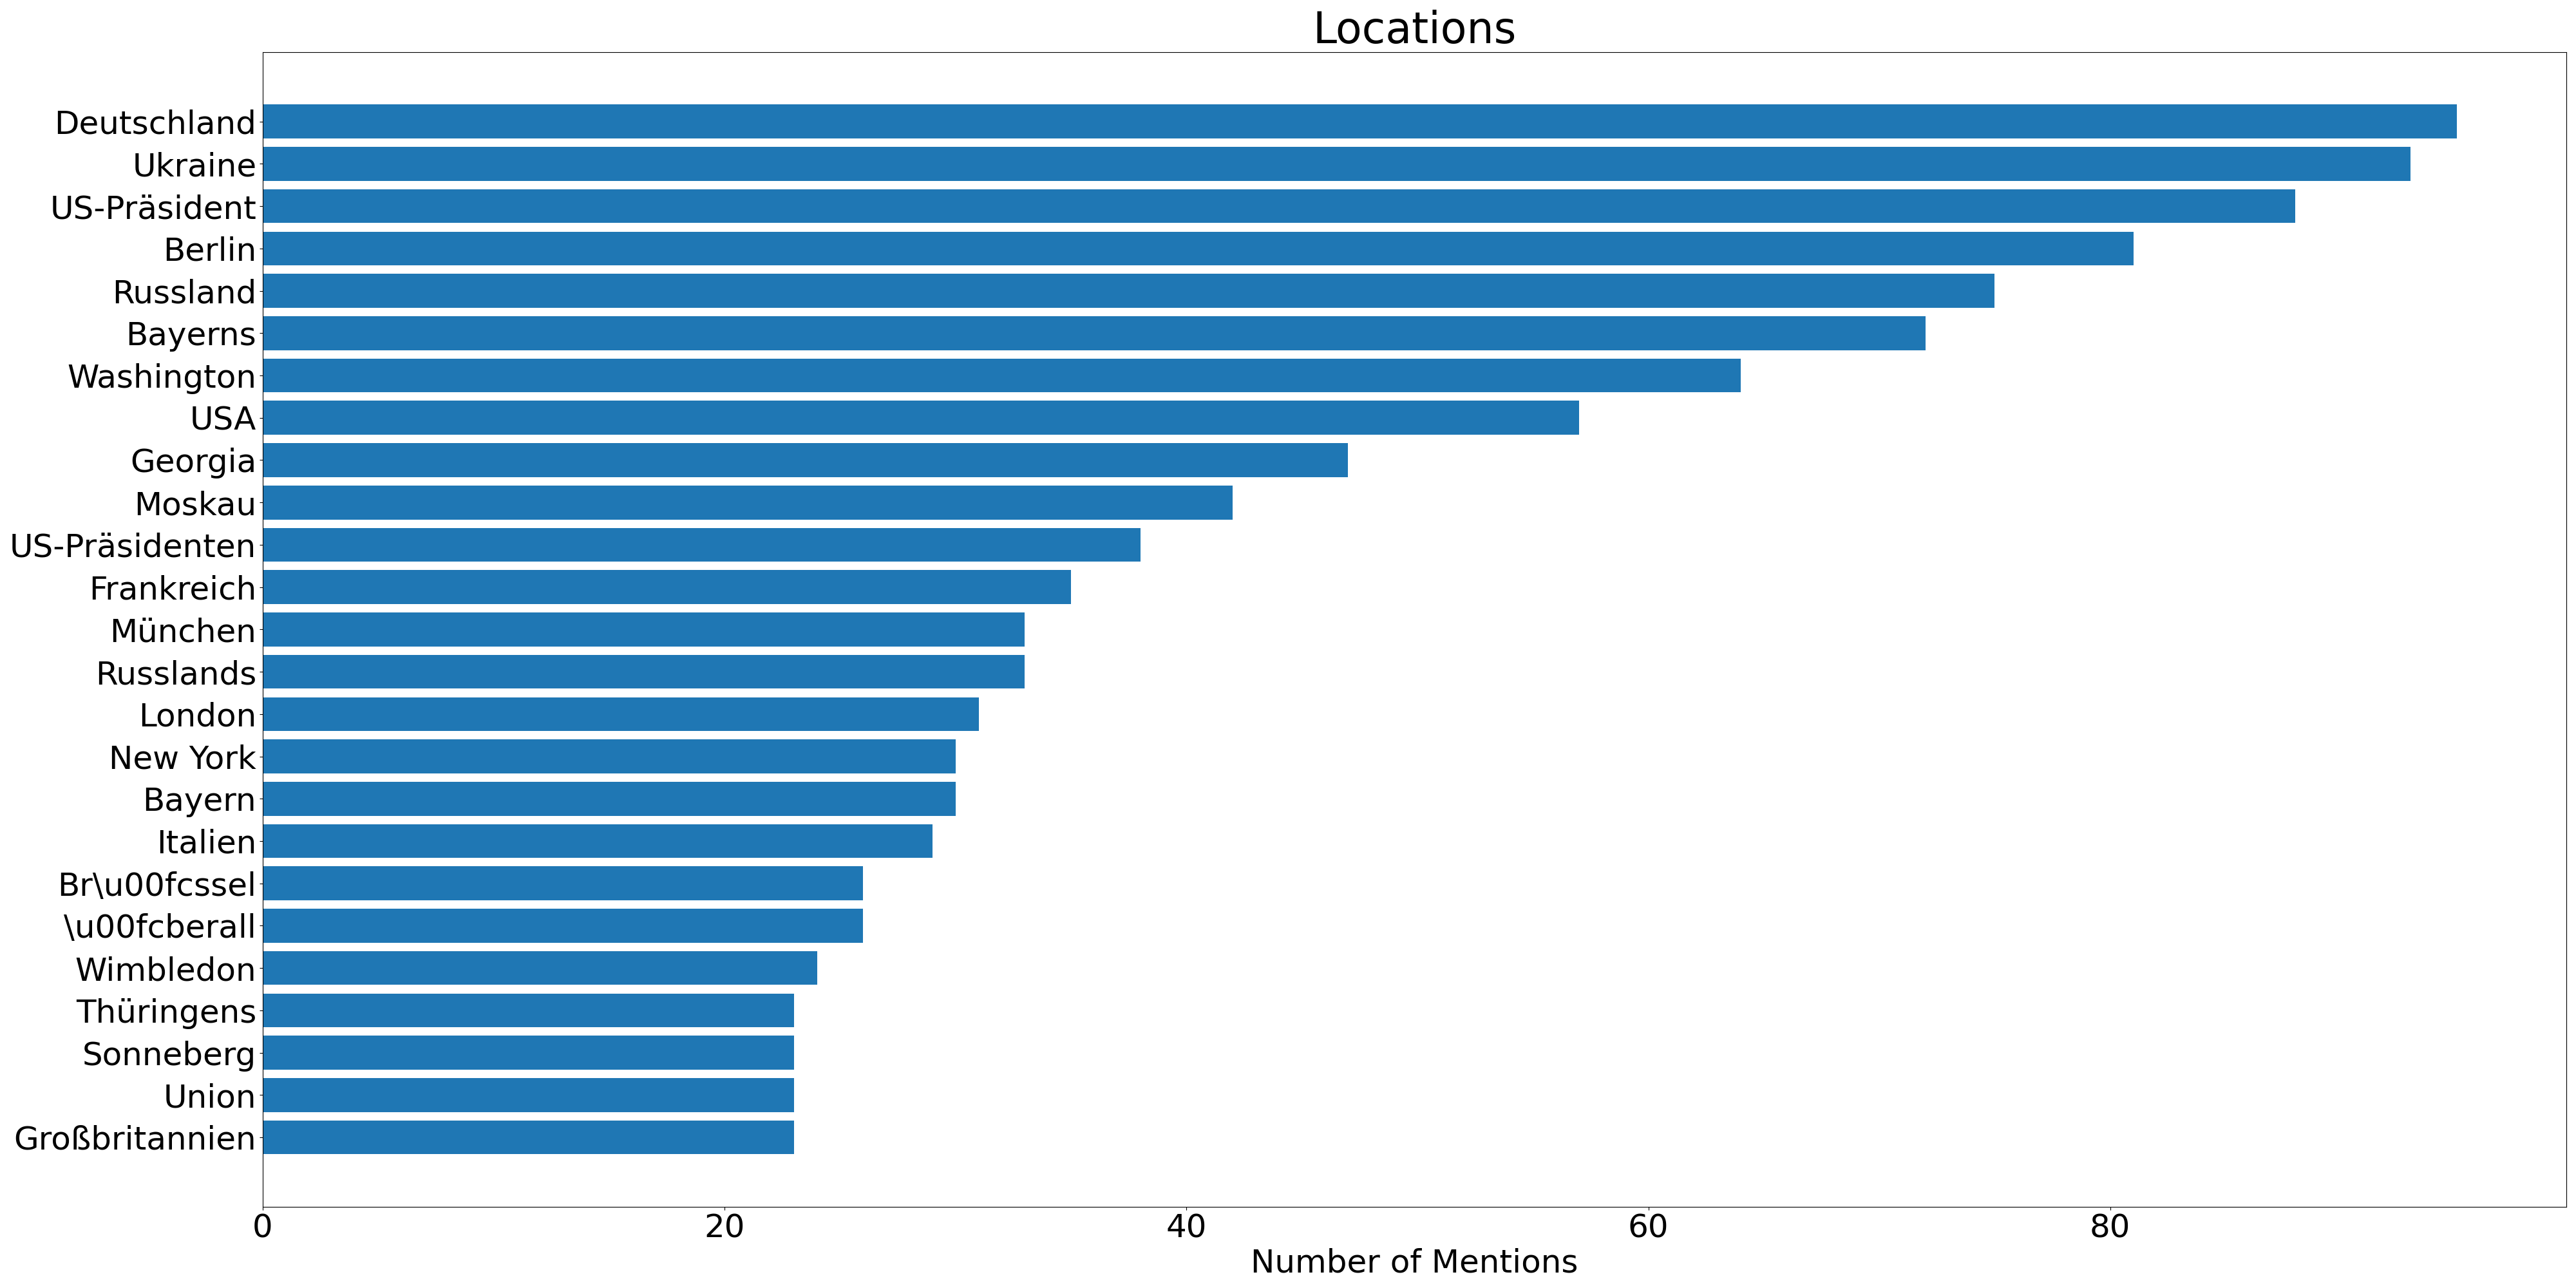 Locations
Deutschland
Ukraine
US-Präsident
Berlin
Russland
Bayerns
Washington
USA
Georgia
Moskau
US-Präsidenten
Frankreich
München
Russlands
London
New York
Bayern
Italien
Br\u00fcssel
\u00fcberall
Wimbledon
Thüringens
Sonneberg
Union
Großbritannien
0 20 40 60 80
Number of Mentions